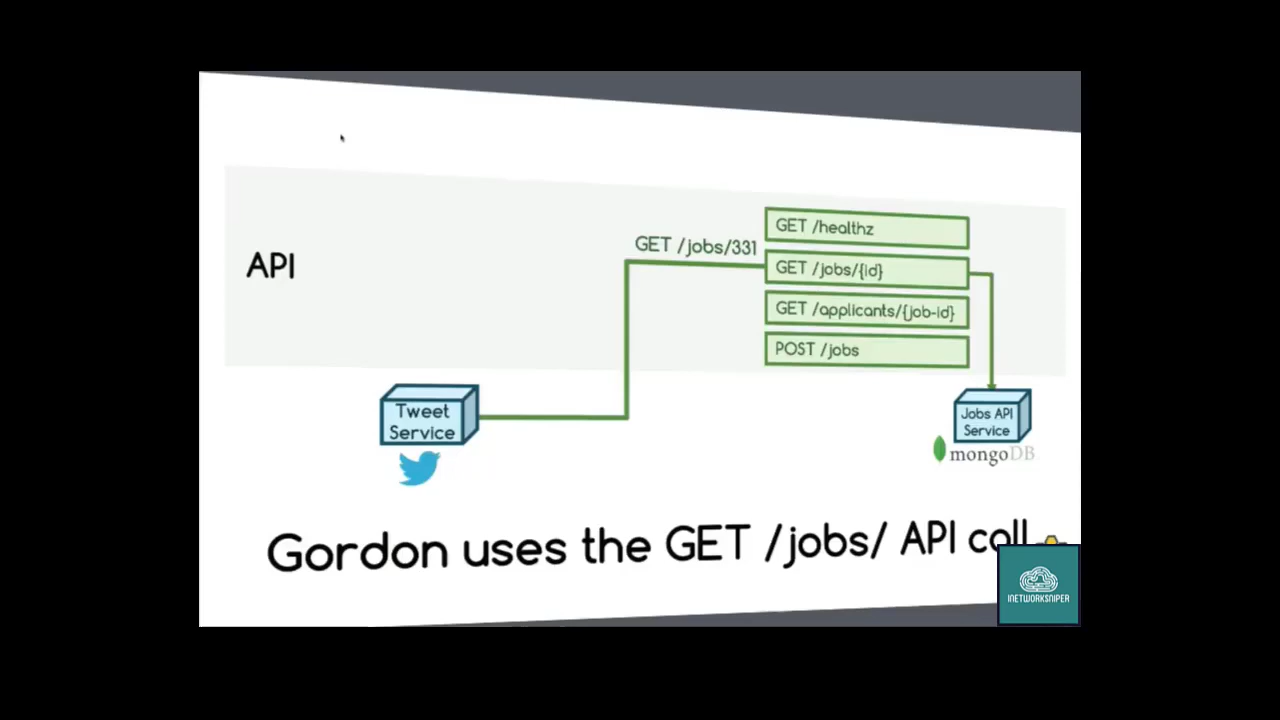 GET /healthz
GET /jobs/331
API
GET /jobs/{id}
GET /applicants/{job-id}
POST /jobs
Tweet
Service
Jobs API
Service
mongoDB
Gordon uses the GET /jobs/ API call
INETWORKSNIPER